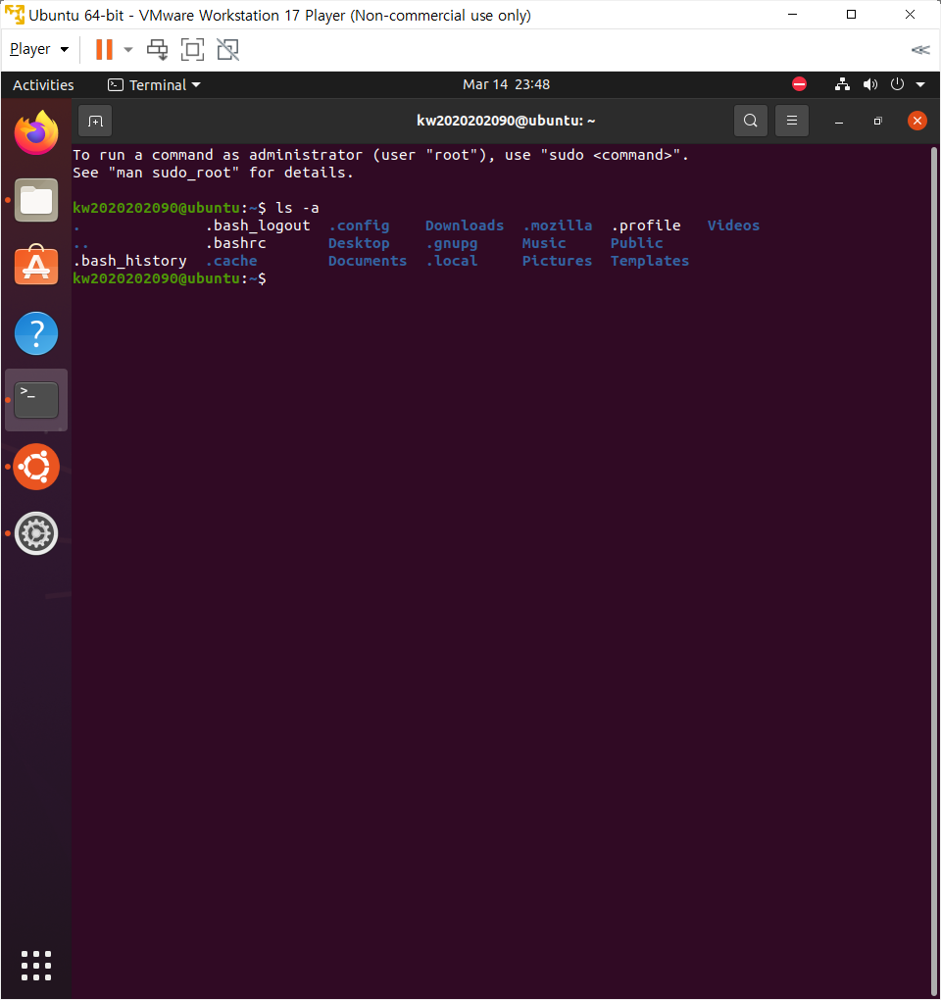 Ubuntu 64-bit - VMware Workstation 17 Player (Non-commercial use only)
Player
Activities Terminal Mar 14 23:48
kw2020202090@ubuntu: ~
To run a command as administrator (user "root"), use "sudo <command>".
See "man sudo_root" for details.
kw2020202090@ubuntu:~$ ls -a
. .bash_logout .config Downloads .mozilla .profile Videos
.. .bashrc Desktop .gnupg Music Public
.bash_history .cache Documents .local Pictures Templates
kw2020202090@ubuntu:~$